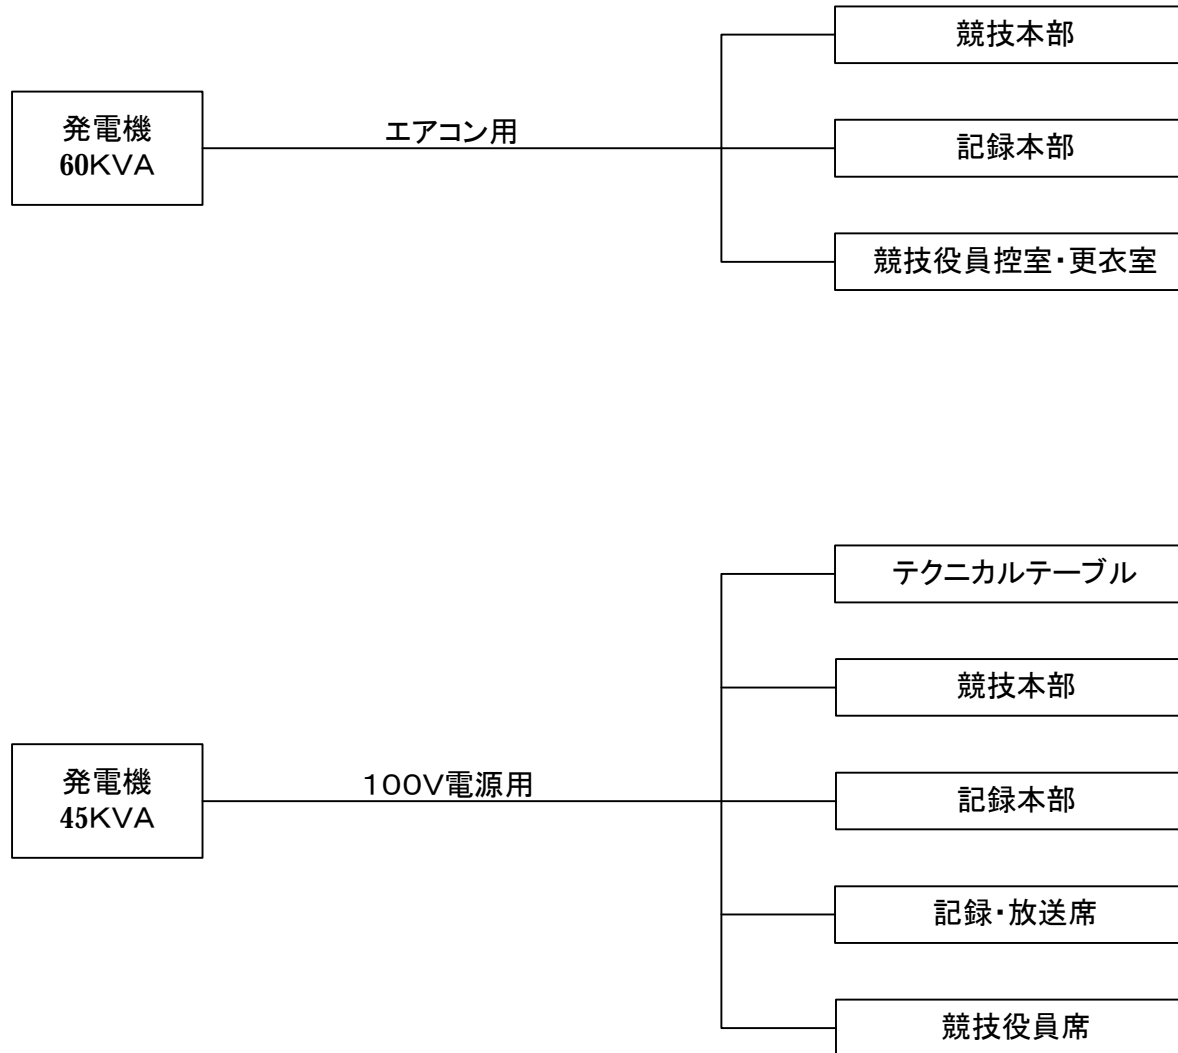 競技本部
発電機
60KVA
エアコン用
記録本部
競技役員控室・更衣室
テクニカルテーブル
競技本部
発電機
45KVA
100V電源用
記録本部
記録・放送席
競技役員席